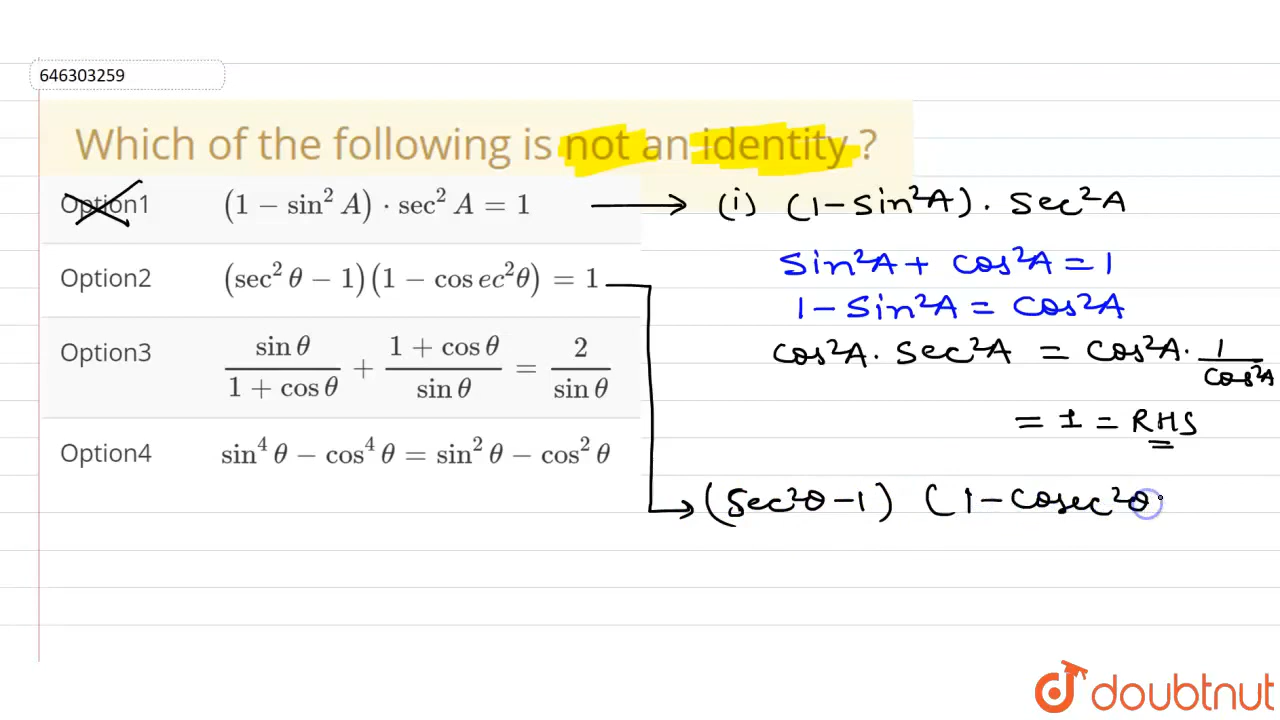 646303259
Which of the following is not an identity ?
Option1 (1 − sin² A) · sec² A = 1
(i) (1 − sin²A) . sec²A
sin²A + cos²A = 1
1 − sin²A = cos²A
cos²A . sec²A = cos²A . 1/cos²A
= 1 = RHS
Option2 (sec² θ − 1)(1 − cos ec²θ) = 1
Option3 sin θ/1 + cos θ + 1 + cos θ/sin θ = 2/sin θ
Option4 sin⁴ θ − cos⁴ θ = sin² θ − cos² θ
(sec²θ − 1) (1 − cosec²θ
doubtnut